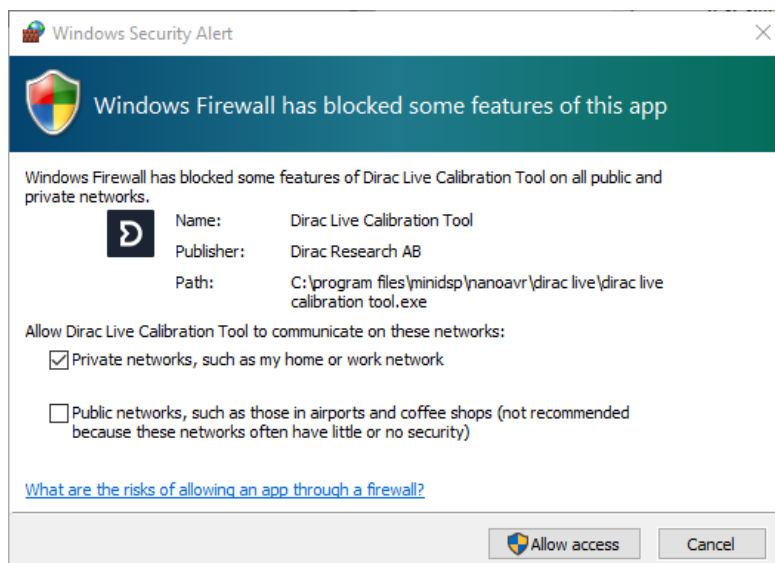 Windows Security Alert
Windows Firewall has blocked some features of this app
Windows Firewall has blocked some features of Dirac Live Calibration Tool on all public and
private networks.
Name: Dirac Live Calibration Tool
Publisher: Dirac Research AB
Path: C:\program files\minidsp\nanoavr\dirac live\dirac live
calibration tool.exe
Allow Dirac Live Calibration Tool to communicate on these networks:
Private networks, such as my home or work network
Public networks, such as those in airports and coffee shops (not recommended
because these networks often have little or no security)
What are the risks of allowing an app through a firewall?
Allow access Cancel